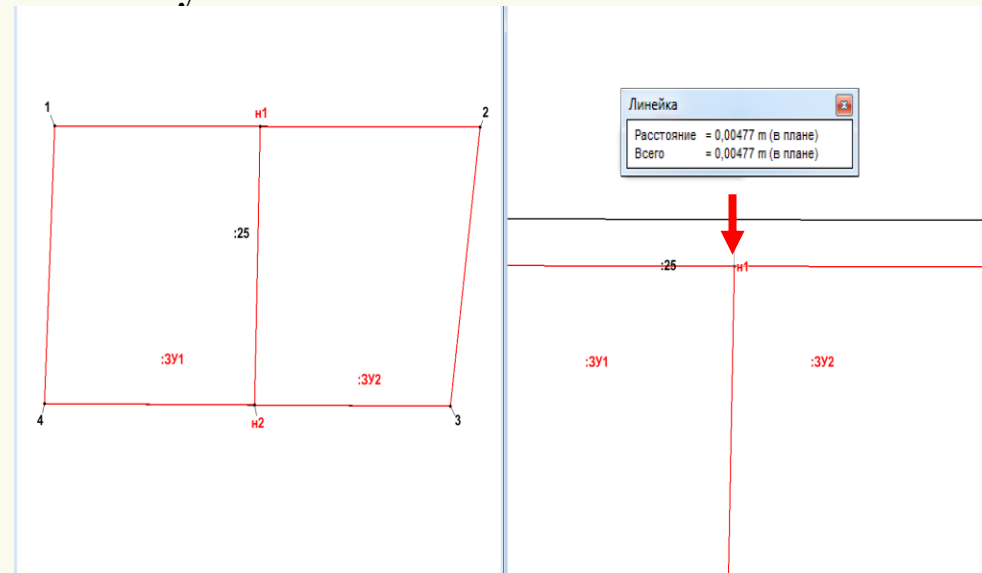 1
н1
2
:25
:ЗУ1
:ЗУ2
4
н2
3
Линейка
x
Расстояние = 0,00477 m (в плане)
Всего = 0,00477 m (в плане)
:25
н1
:ЗУ1
:ЗУ2